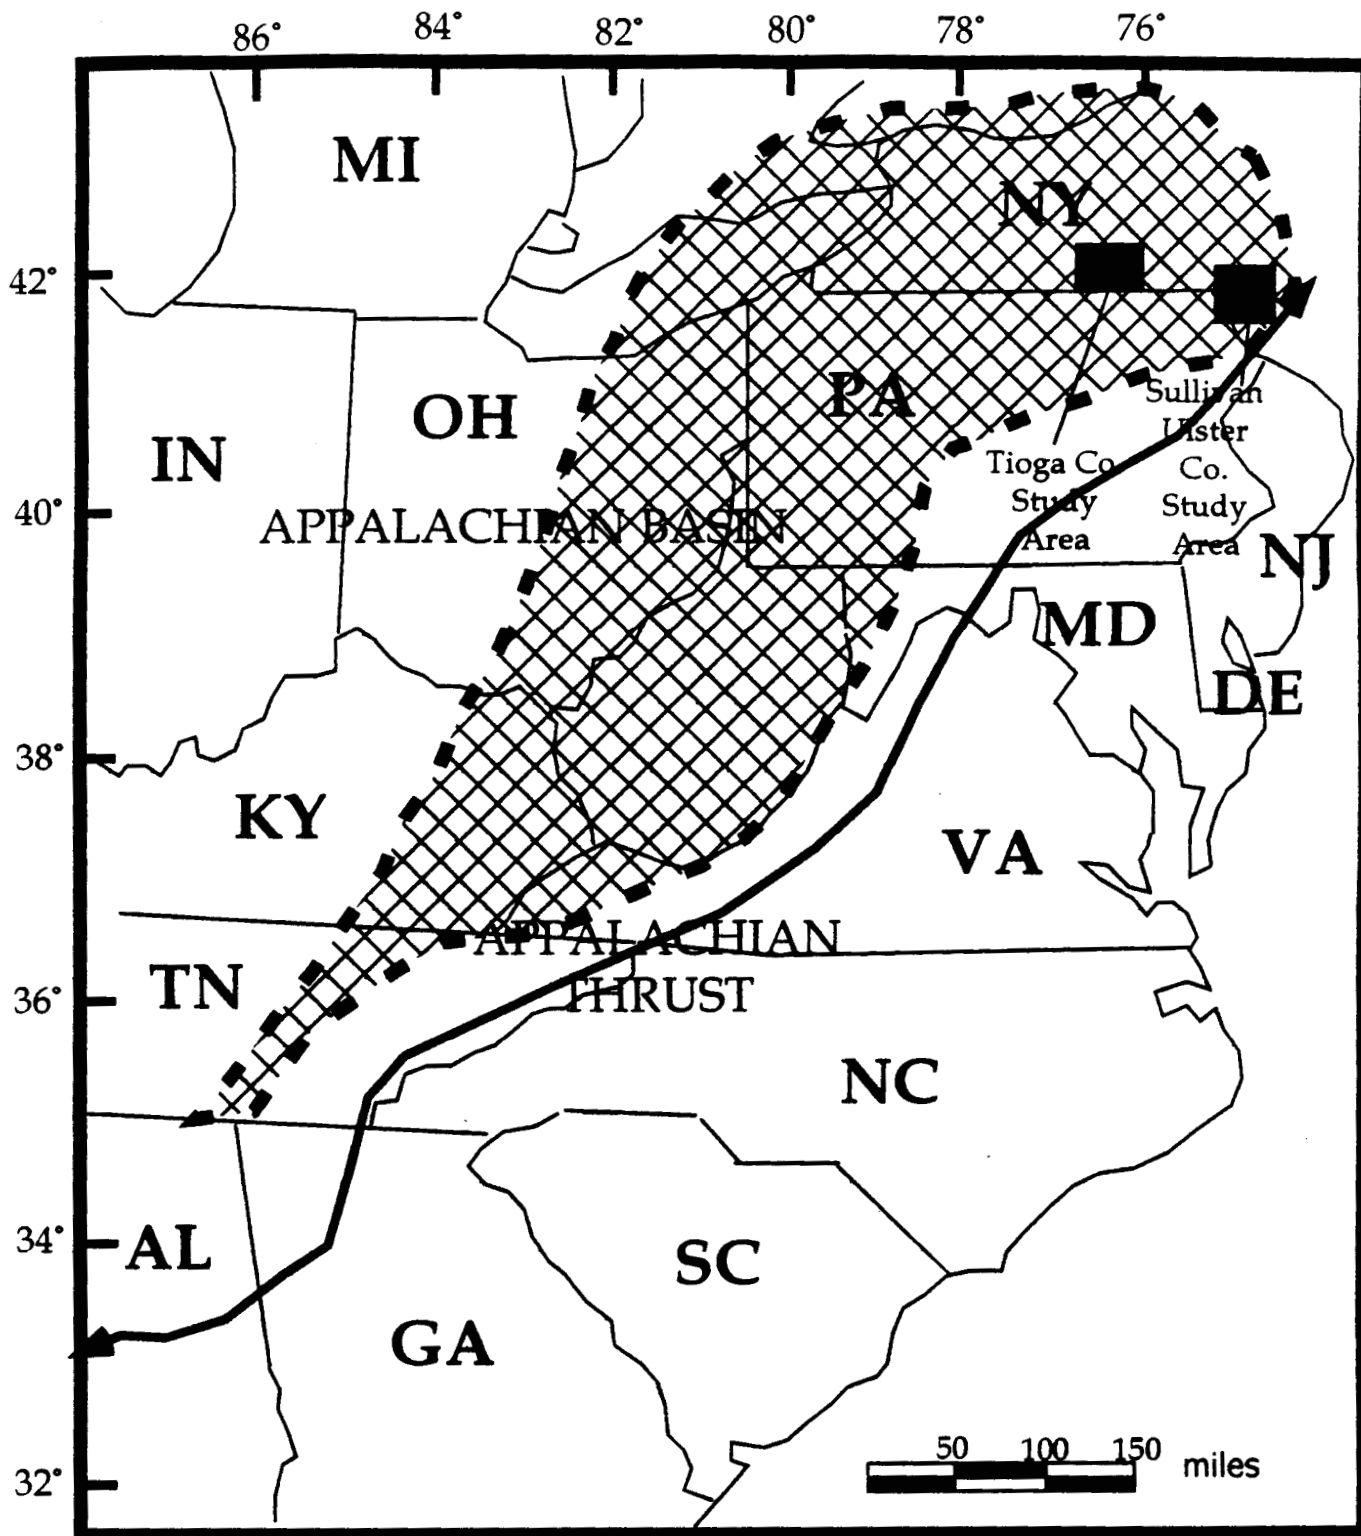 86° 84° 82° 80° 78° 76°
MI
NY
42°
PA
Sullivan
OH
Ulster
IN
Tioga Co.
Co.
Study
Study
40°
APPALACHIAN BASIN
Area
Area
NJ
MD
DE
38°
KY
VA
APPALACHIAN
TN
36°
THRUST
NC
34°
AL
SC
GA
50 100 150
miles
32°